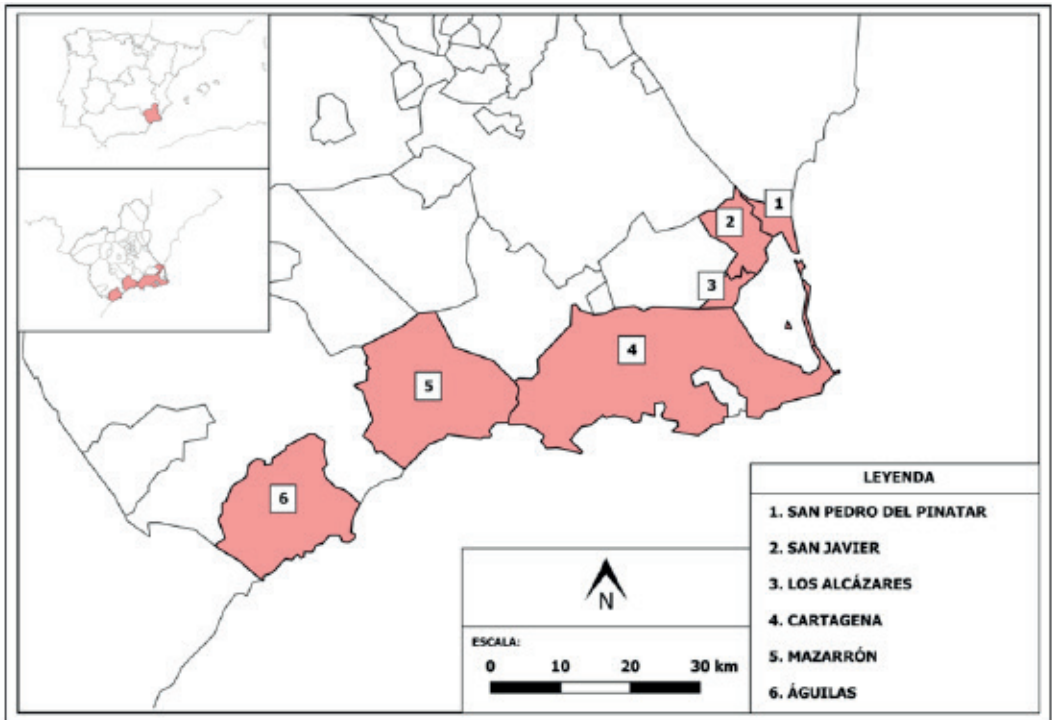 1
2
3
4
5
6
LEYENDA
1. SAN PEDRO DEL PINATAR
2. SAN JAVIER
3. LOS ALCÁZARES
4. CARTAGENA
5. MAZARRÓN
6. ÁGUILAS
N
ESCALA:
0 10 20 30 km